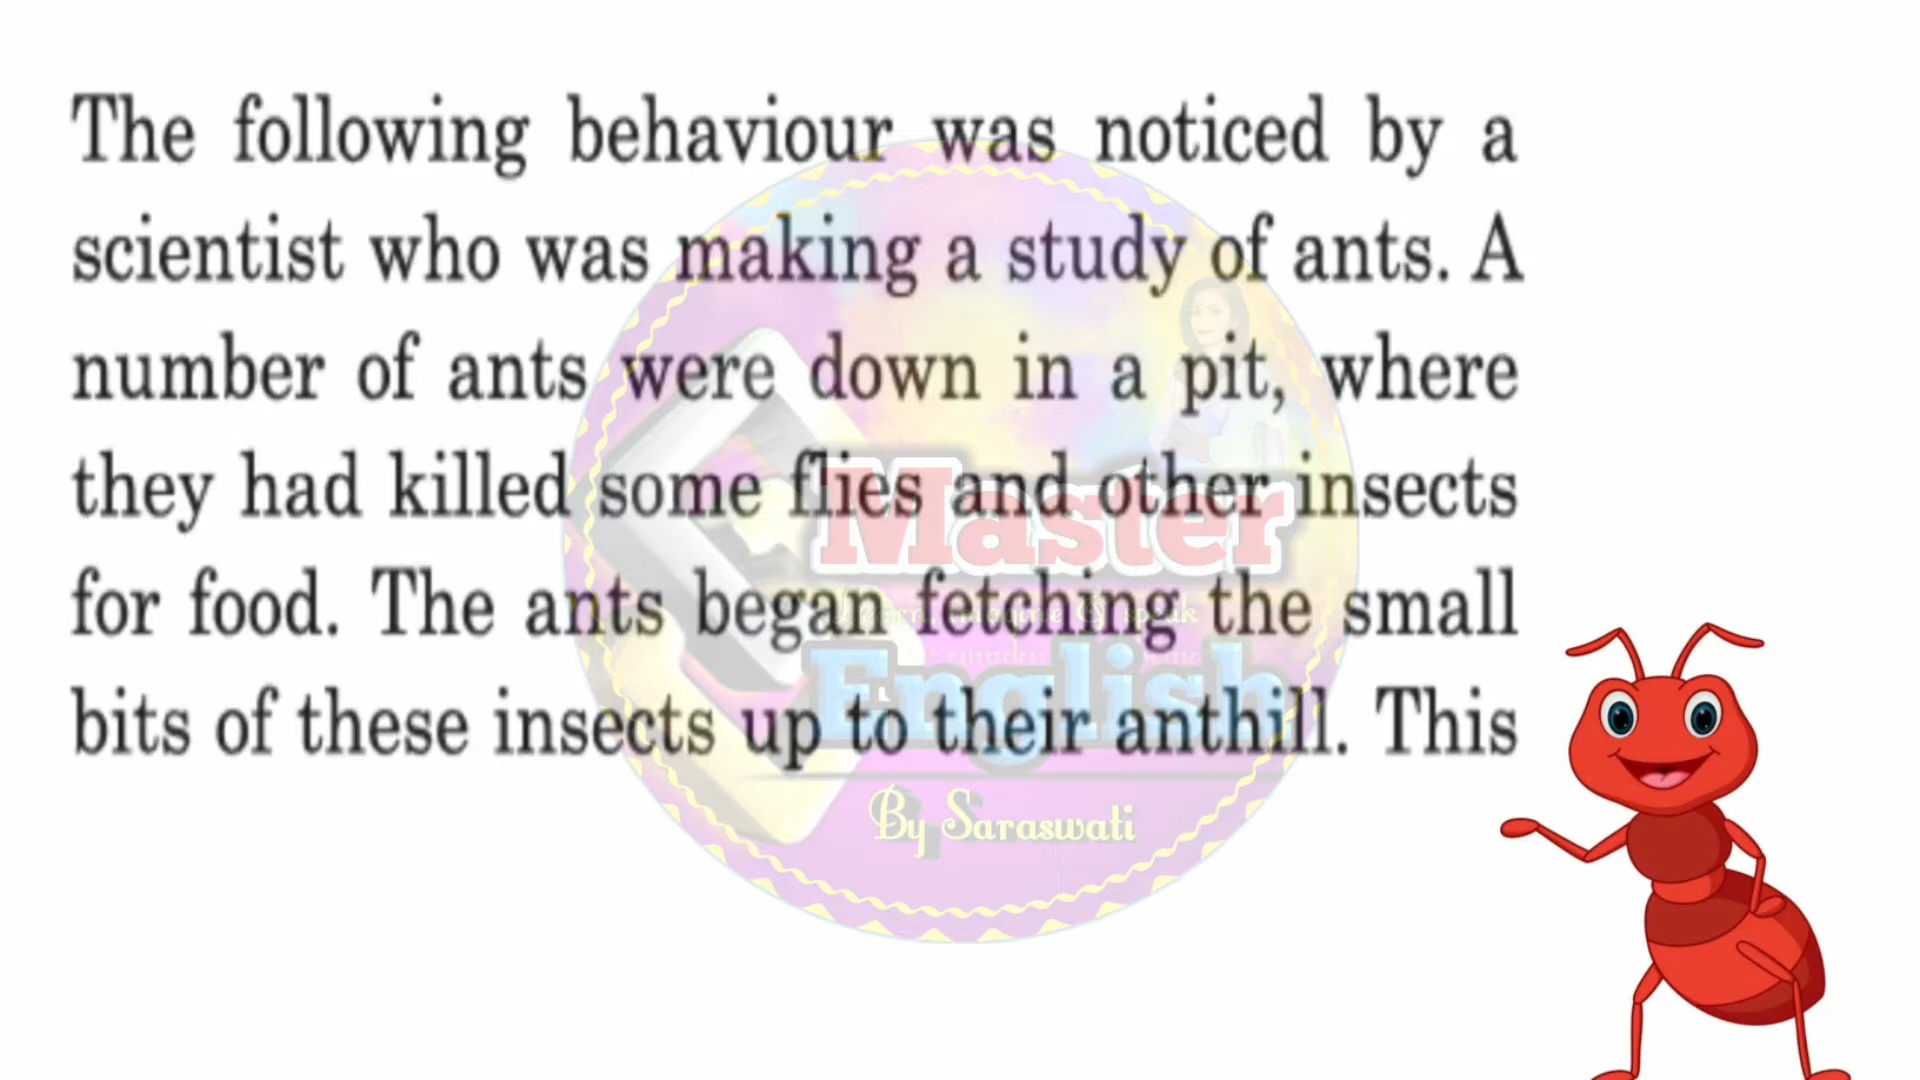 The following behaviour was noticed by a
scientist who was making a study of ants. A
number of ants were down in a pit, where
they had killed some flies and other insects
Master
for food. The ants began fetching the small
English
bits of these insects up to their anthill. This
By Saraswati